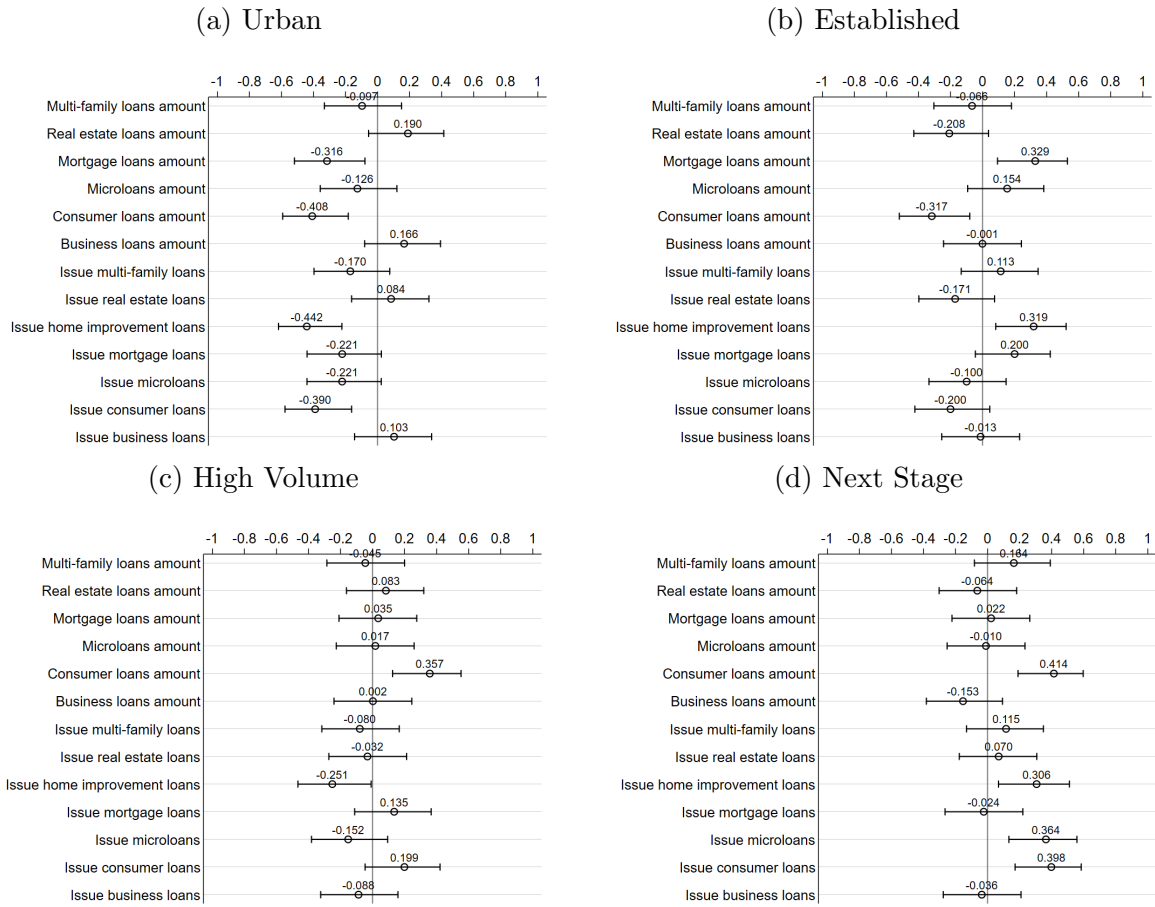 (a) Urban
-1 -0.8 -0.6 -0.4 -0.2 0 0.2 0.4 0.6 0.8 1
Multi-family loans amount -0.097
Real estate loans amount 0.190
Mortgage loans amount -0.316
Microloans amount -0.126
Consumer loans amount -0.408
Business loans amount 0.166
Issue multi-family loans -0.170
Issue real estate loans 0.084
Issue home improvement loans -0.442
Issue mortgage loans -0.221
Issue microloans -0.221
Issue consumer loans -0.390
Issue business loans 0.103
(b) Established
-1 -0.8 -0.6 -0.4 -0.2 0 0.2 0.4 0.6 0.8 1
Multi-family loans amount -0.066
Real estate loans amount -0.208
Mortgage loans amount 0.329
Microloans amount 0.154
Consumer loans amount -0.317
Business loans amount -0.001
Issue multi-family loans 0.113
Issue real estate loans -0.171
Issue home improvement loans 0.319
Issue mortgage loans 0.200
Issue microloans -0.100
Issue consumer loans -0.200
Issue business loans -0.013
(c) High Volume
-1 -0.8 -0.6 -0.4 -0.2 0 0.2 0.4 0.6 0.8 1
Multi-family loans amount -0.045
Real estate loans amount 0.083
Mortgage loans amount 0.035
Microloans amount 0.017
Consumer loans amount 0.357
Business loans amount 0.002
Issue multi-family loans -0.080
Issue real estate loans -0.032
Issue home improvement loans -0.251
Issue mortgage loans 0.135
Issue microloans -0.152
Issue consumer loans 0.199
Issue business loans -0.088
(d) Next Stage
-1 -0.8 -0.6 -0.4 -0.2 0 0.2 0.4 0.6 0.8 1
Multi-family loans amount 0.164
Real estate loans amount -0.064
Mortgage loans amount 0.022
Microloans amount -0.010
Consumer loans amount 0.414
Business loans amount -0.153
Issue multi-family loans 0.115
Issue real estate loans 0.070
Issue home improvement loans 0.306
Issue mortgage loans -0.024
Issue microloans 0.364
Issue consumer loans 0.398
Issue business loans -0.036